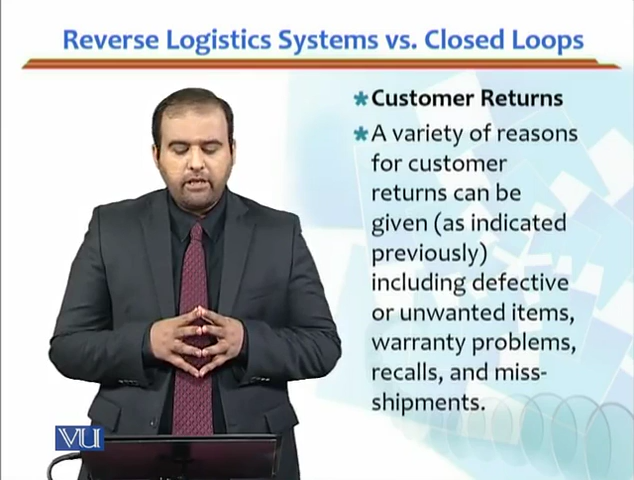 Reverse Logistics Systems vs. Closed Loops
*Customer Returns
*A variety of reasons
for customer
returns can be
given (as indicated
previously)
including defective
or unwanted items,
warranty problems,
recalls, and miss-
shipments.
VU